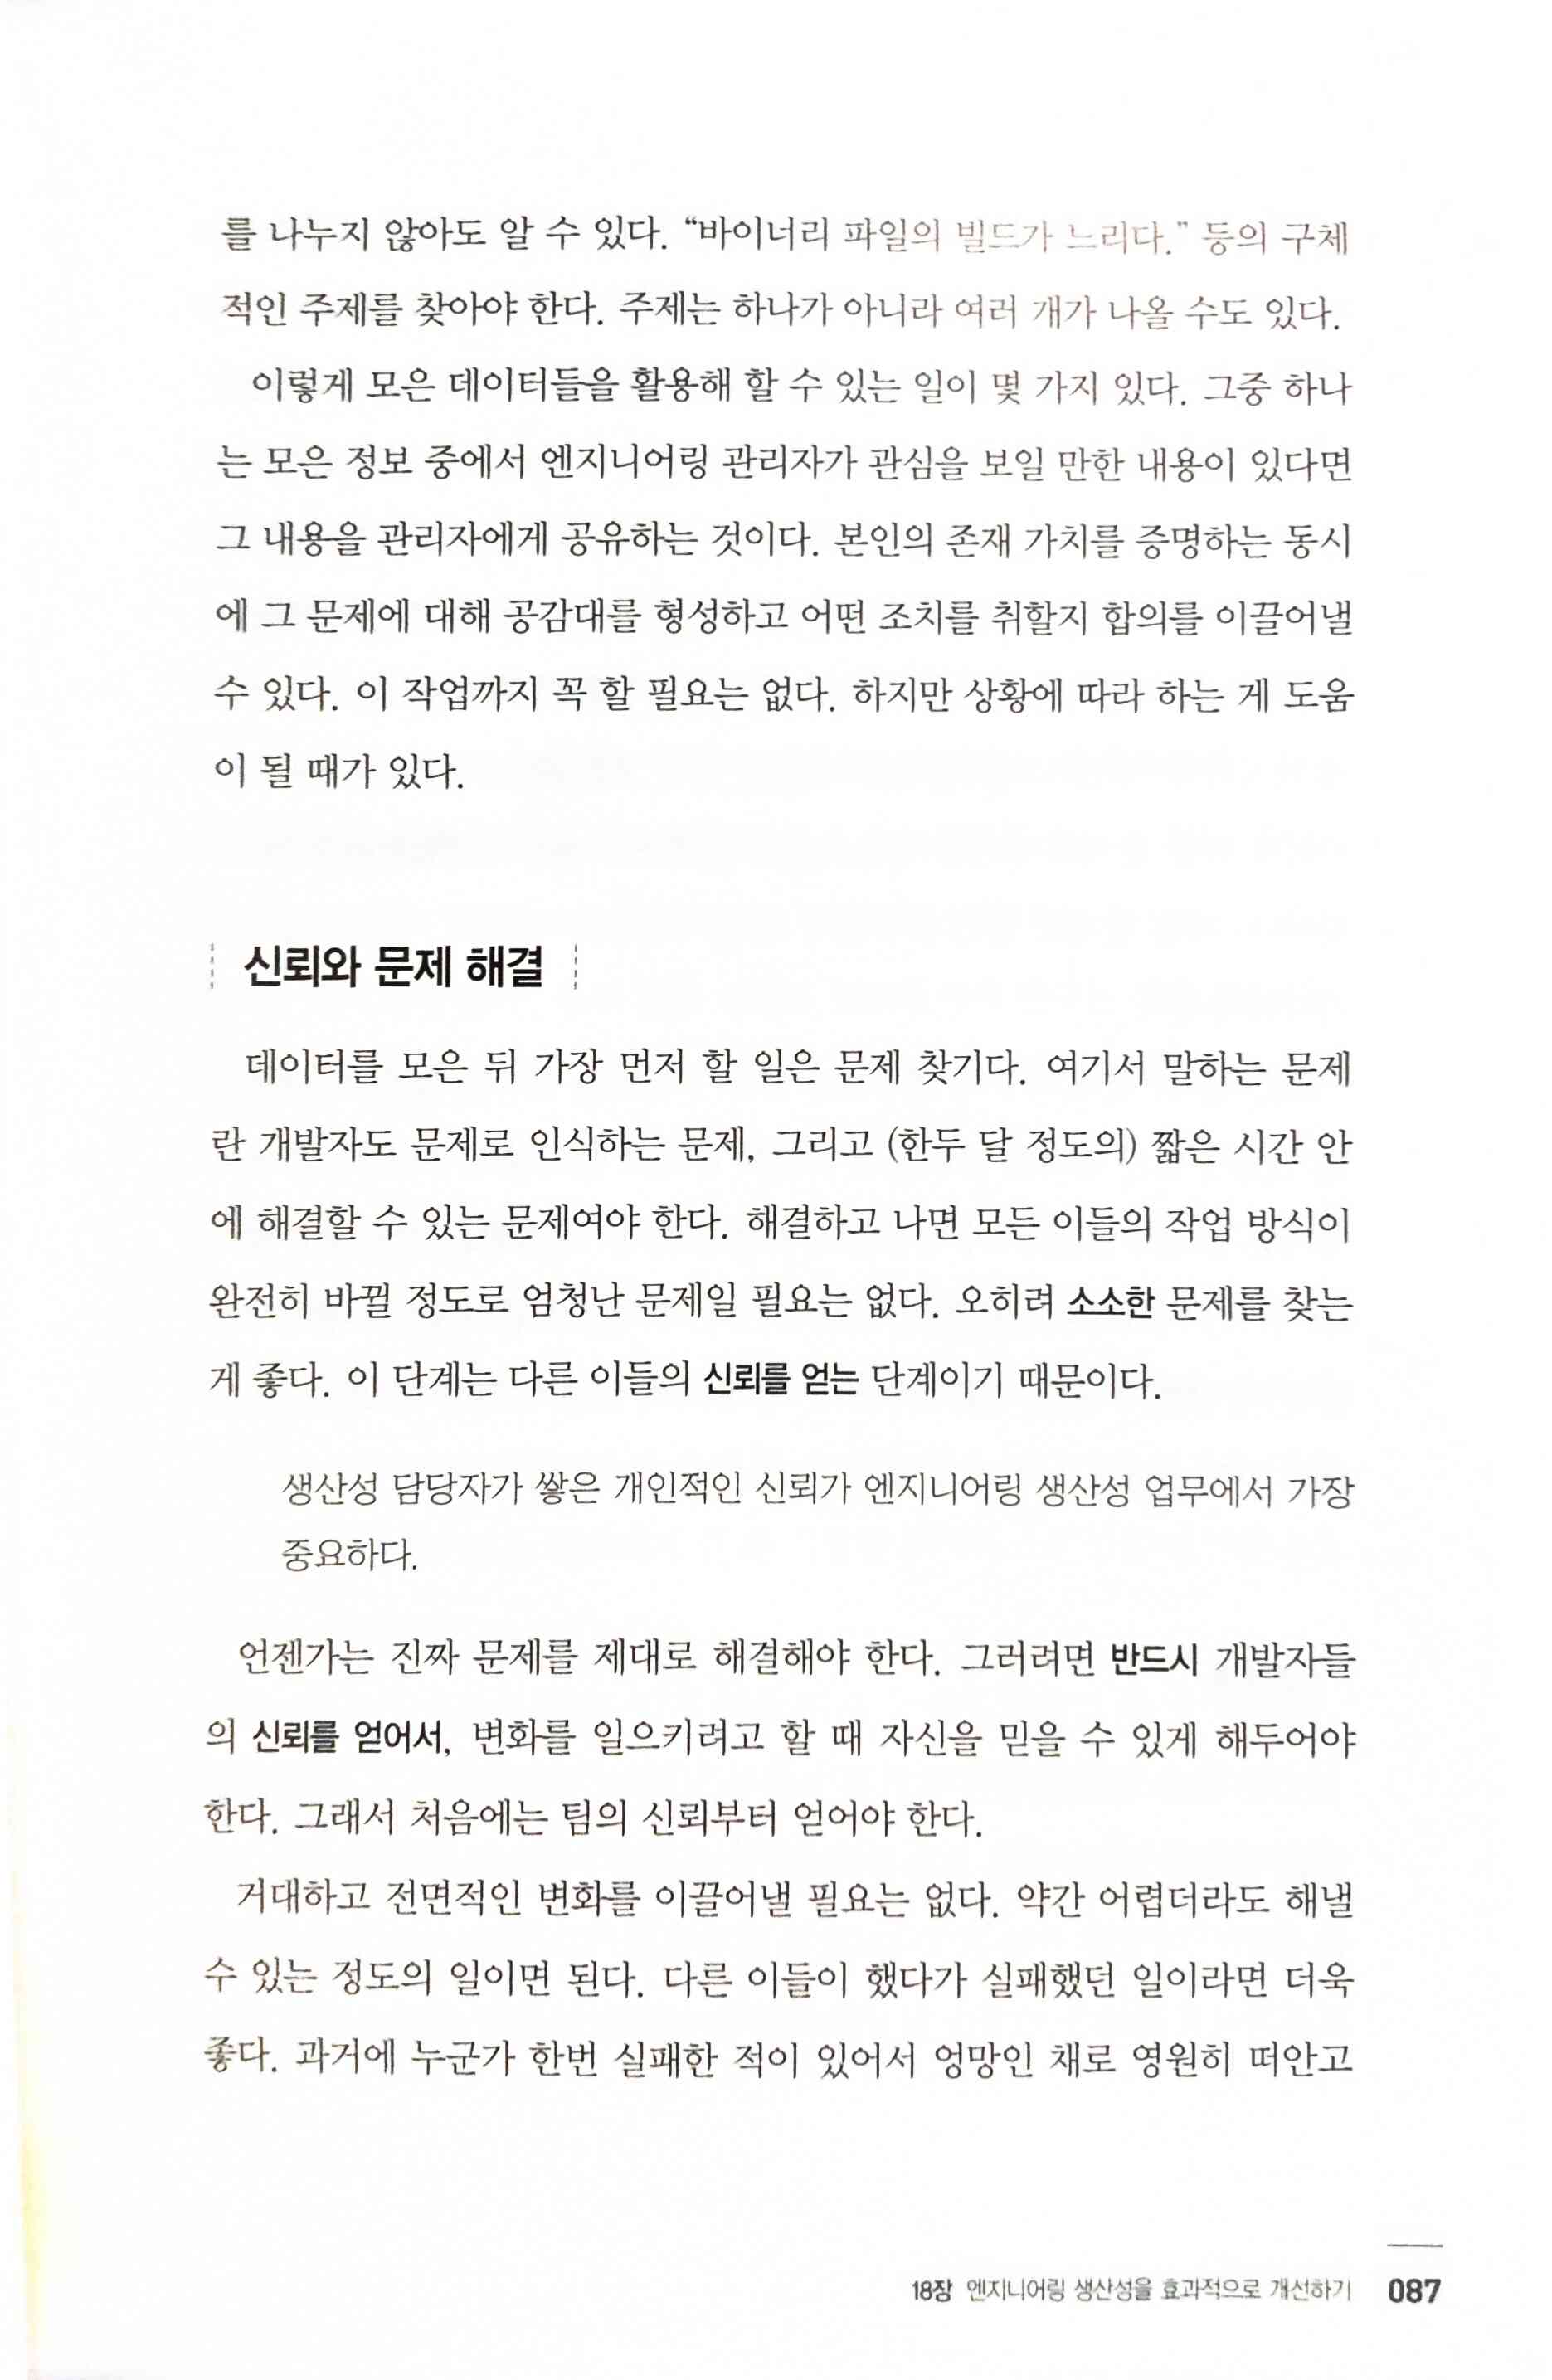 를 나누지 않아도 알 수 있다. “바이너리 파일의 빌드가 느리다.” 등의 구체
적인 주제를 찾아야 한다. 주제는 하나가 아니라 여러 개가 나올 수도 있다.
이렇게 모은 데이터들을 활용해 할 수 있는 일이 몇 가지 있다. 그중 하나
는 모은 정보 중에서 엔지니어링 관리자가 관심을 보일 만한 내용이 있다면
그 내용을 관리자에게 공유하는 것이다. 본인의 존재 가치를 증명하는 동시
에 그 문제에 대해 공감대를 형성하고 어떤 조치를 취할지 합의를 이끌어낼
수 있다. 이 작업까지 꼭 할 필요는 없다. 하지만 상황에 따라 하는 게 도움
이 될 때가 있다.
신뢰와 문제 해결
데이터를 모은 뒤 가장 먼저 할 일은 문제 찾기다. 여기서 말하는 문제
란 개발자도 문제로 인식하는 문제, 그리고 (한두 달 정도의) 짧은 시간 안
에 해결할 수 있는 문제여야 한다. 해결하고 나면 모든 이들의 작업 방식이
완전히 바뀔 정도로 엄청난 문제일 필요는 없다. 오히려 소소한 문제를 찾는
게 좋다. 이 단계는 다른 이들의 신뢰를 얻는 단계이기 때문이다.
생산성 담당자가 쌓은 개인적인 신뢰가 엔지니어링 생산성 업무에서 가장
중요하다.
언젠가는 진짜 문제를 제대로 해결해야 한다. 그러려면 반드시 개발자들
의 신뢰를 얻어서, 변화를 일으키려고 할 때 자신을 믿을 수 있게 해두어야
한다. 그래서 처음에는 팀의 신뢰부터 얻어야 한다.
거대하고 전면적인 변화를 이끌어낼 필요는 없다. 약간 어렵더라도 해낼
수 있는 정도의 일이면 된다. 다른 이들이 했다가 실패했던 일이라면 더욱
좋다. 과거에 누군가 한번 실패한 적이 있어서 엉망인 채로 영원히 떠안고
18장 엔지니어링 생산성을 효과적으로 개선하기 087